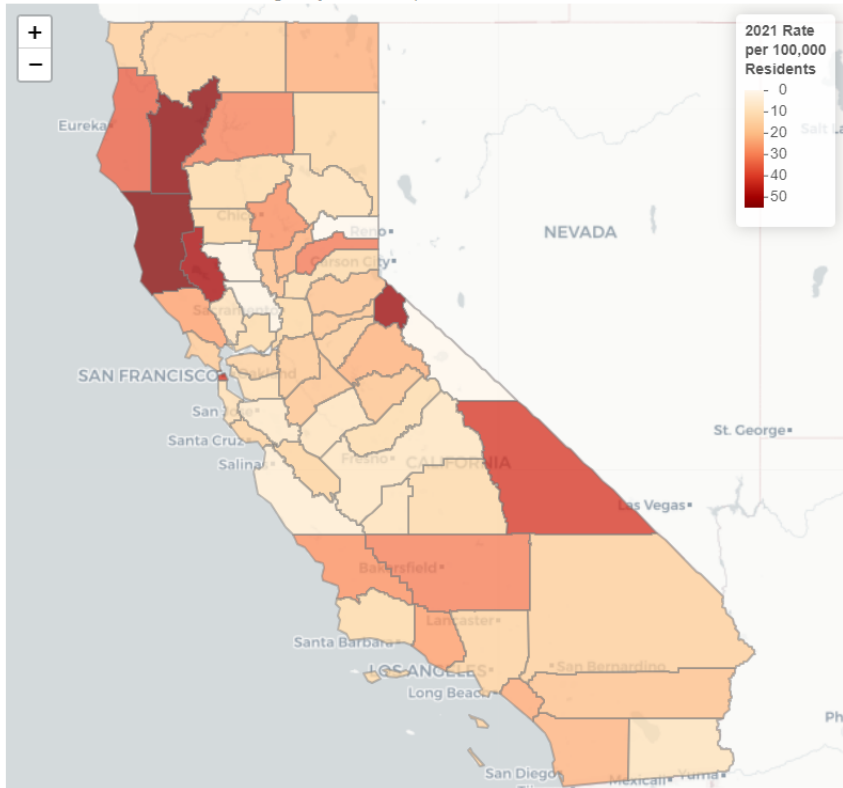 +
−
2021 Rate
per 100,000
Residents
0
10
20
30
40
50
Eureka
Chico
Reno
NEVADA
Carson City
Sacramento
SAN FRANCISCO
Oakland
San Jose
Santa Cruz
Salinas
Fresno
CALIFORNIA
St. George
Las Vegas
Bakersfield
Lancaster
Santa Barbara
San Bernardino
LOS ANGELES
Long Beach
Ph
San Diego
Mexicali
Yuma
Salt La